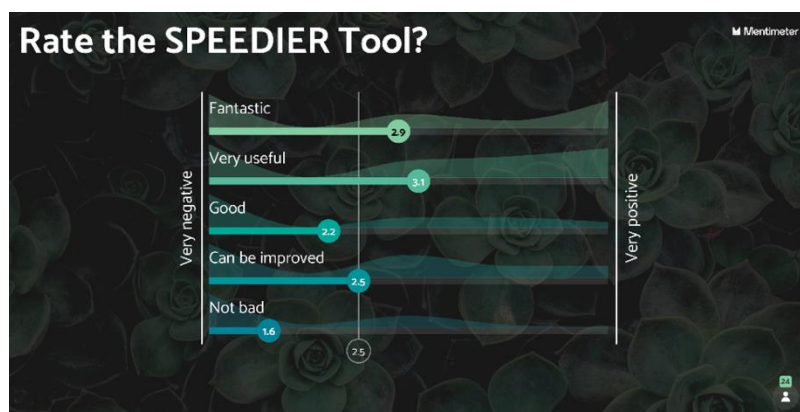 Rate the SPEEDIER Tool?
Mentimeter
Very negative
Fantastic
2.9
Very useful
3.1
Good
2.2
Can be improved
2.5
Not bad
1.6
2.5
Very positive
24